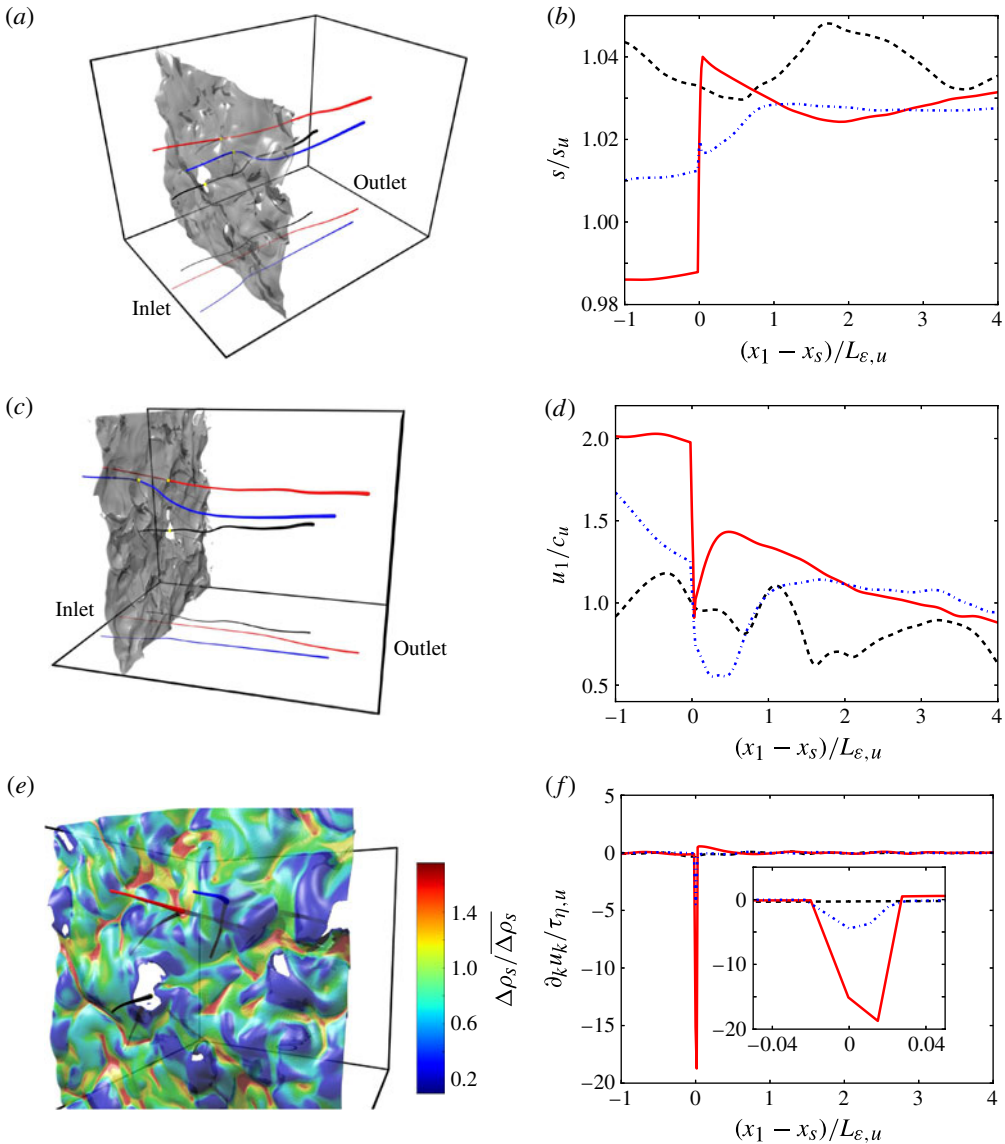 (a)
Inlet
Outlet
(b)
s/s_u
1.04
1.02
1.00
0.98
−1 0 1 2 3 4
(x_1 − x_s)/L_{ε,u}
(c)
Inlet
Outlet
(d)
u_1/c_u
2.0
1.5
1.0
0.5
−1 0 1 2 3 4
(x_1 − x_s)/L_{ε,u}
(e)
1.4
1.0
0.6
0.2
Δρ_s/\overline{Δρ_s}
(f)
∂_k u_k/τ_{η,u}
5
0
−5
−10
−15
−20
0
−10
−20
−0.04 0 0.04
−1 0 1 2 3 4
(x_1 − x_s)/L_{ε,u}